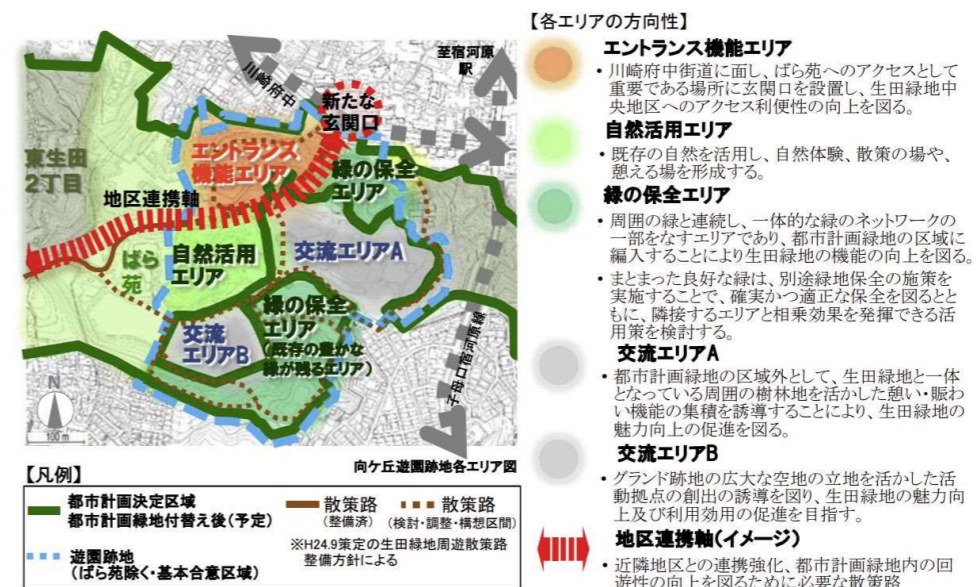 至宿河原
駅
川崎府中
新たな
玄関口
エントランス
機能エリア
緑の保全
エリア
東生田
2丁目
地区連携軸
ばら
苑
自然活用
エリア
交流エリアA
緑の保全
エリア
(既存の豊かな
緑が残るエリア)
交流
エリアB
子母口宿河原線
N
100 m
向ケ丘遊園跡地各エリア図
【凡例】
都市計画決定区域
都市計画緑地付替え後(予定)
遊園跡地
(ばら苑除く・基本合意区域)
散策路
(整備済)
散策路
(検討・調整・構想区間)
※H24.9策定の生田緑地周遊散策路
整備方針による
【各エリアの方向性】
エントランス機能エリア
・川崎府中街道に面し、ばら苑へのアクセスとして
重要である場所に玄関口を設置し、生田緑地中
央地区へのアクセス利便性の向上を図る。
自然活用エリア
・既存の自然を活用し、自然体験、散策の場や、
憩える場を形成する。
緑の保全エリア
・周囲の緑と連続し、一体的な緑のネットワークの
一部をなすエリアであり、都市計画緑地の区域に
編入することにより生田緑地の機能の向上を図る。
・まとまった良好な緑は、別途緑地保全の施策を
実施することで、確実かつ適正な保全を図るとと
もに、隣接するエリアと相乗効果を発揮できる活
用策を検討する。
交流エリアA
・都市計画緑地の区域外として、生田緑地と一体
となっている周囲の樹林地を活かした憩い・賑わ
い機能の集積を誘導することにより、生田緑地の
魅力向上の促進を図る。
交流エリアB
・グランド跡地の広大な空地の立地を活かした活
動拠点の創出の誘導を図り、生田緑地の魅力向
上及び利用効用の促進を目指す。
地区連携軸(イメージ)
・近隣地区との連携強化、都市計画緑地内の回
遊性の向上を図るために必要な散策路